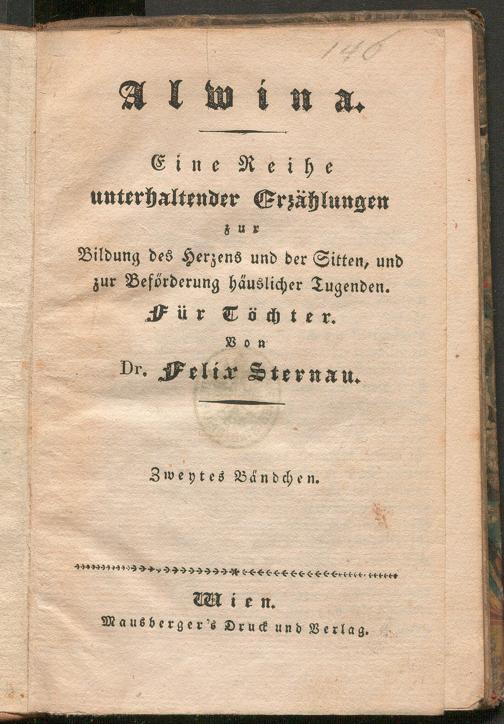 146
Alwina.
Eine Reihe
unterhaltender Erzählungen
zur
Bildung des Herzens und der Sitten, und
zur Beförderung häuslicher Tugenden.
Für Töchter.
Von
Dr. Felix Sternau.
Zweytes Bändchen.
Wien.
Mausberger's Druck und Verlag.